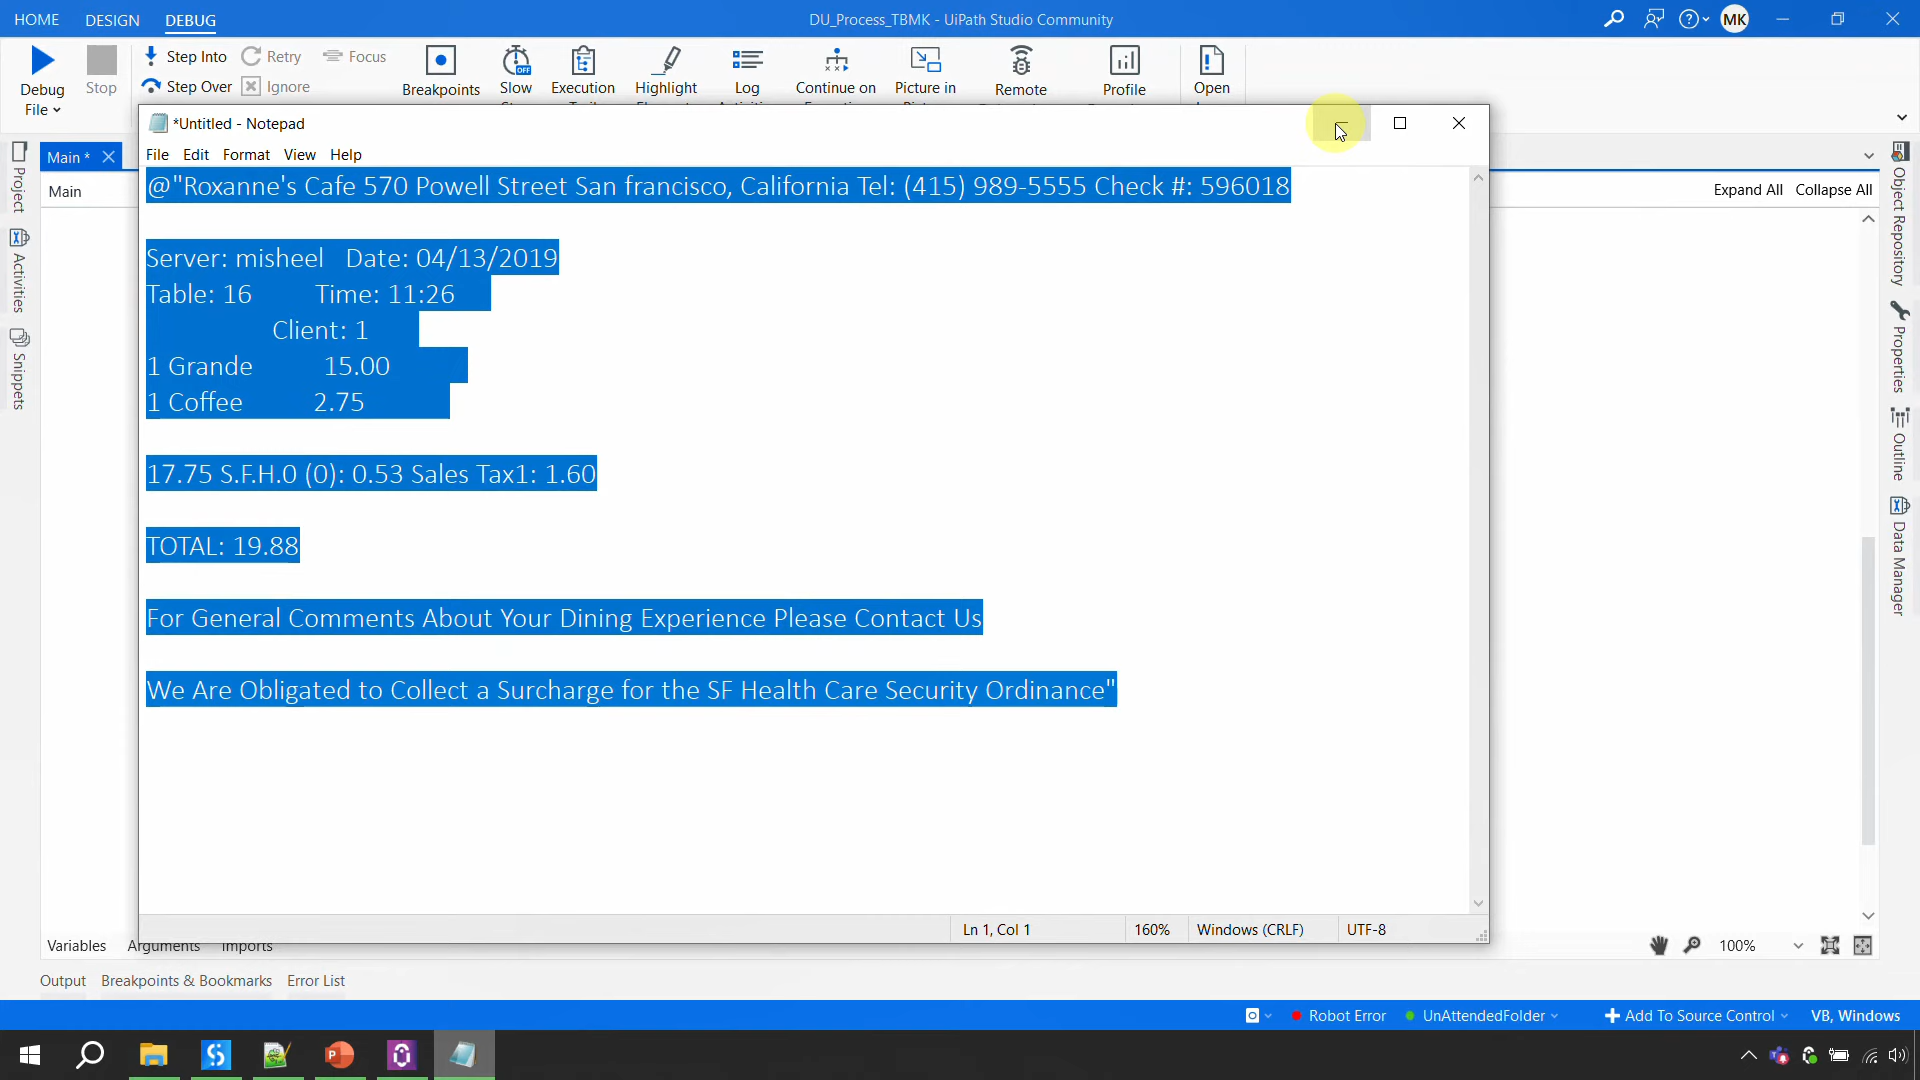 HOME DESIGN DEBUG DU_Process_TBMK - UiPath Studio Community MK
Step Into Retry Focus
Step Over Ignore
Debug File Stop Breakpoints Slow Execution Highlight Log Continue on Picture in Remote Profile Open
*Untitled - Notepad
File Edit Format View Help
Main *
Main
Expand All Collapse All
Project
Activities
Snippets
@"Roxanne's Cafe 570 Powell Street San francisco, California Tel: (415) 989-5555 Check #: 596018
Server: misheel Date: 04/13/2019
Table: 16 Time: 11:26
Client: 1
1 Grande 15.00
1 Coffee 2.75
17.75 S.F.H.0 (0): 0.53 Sales Tax1: 1.60
TOTAL: 19.88
For General Comments About Your Dining Experience Please Contact Us
We Are Obligated to Collect a Surcharge for the SF Health Care Security Ordinance"
Ln 1, Col 1 160% Windows (CRLF) UTF-8
Object Repository
Properties
Outline
Data Manager
Variables Arguments Imports 100%
Output Breakpoints & Bookmarks Error List
Robot Error UnAttendedFolder Add To Source Control VB, Windows